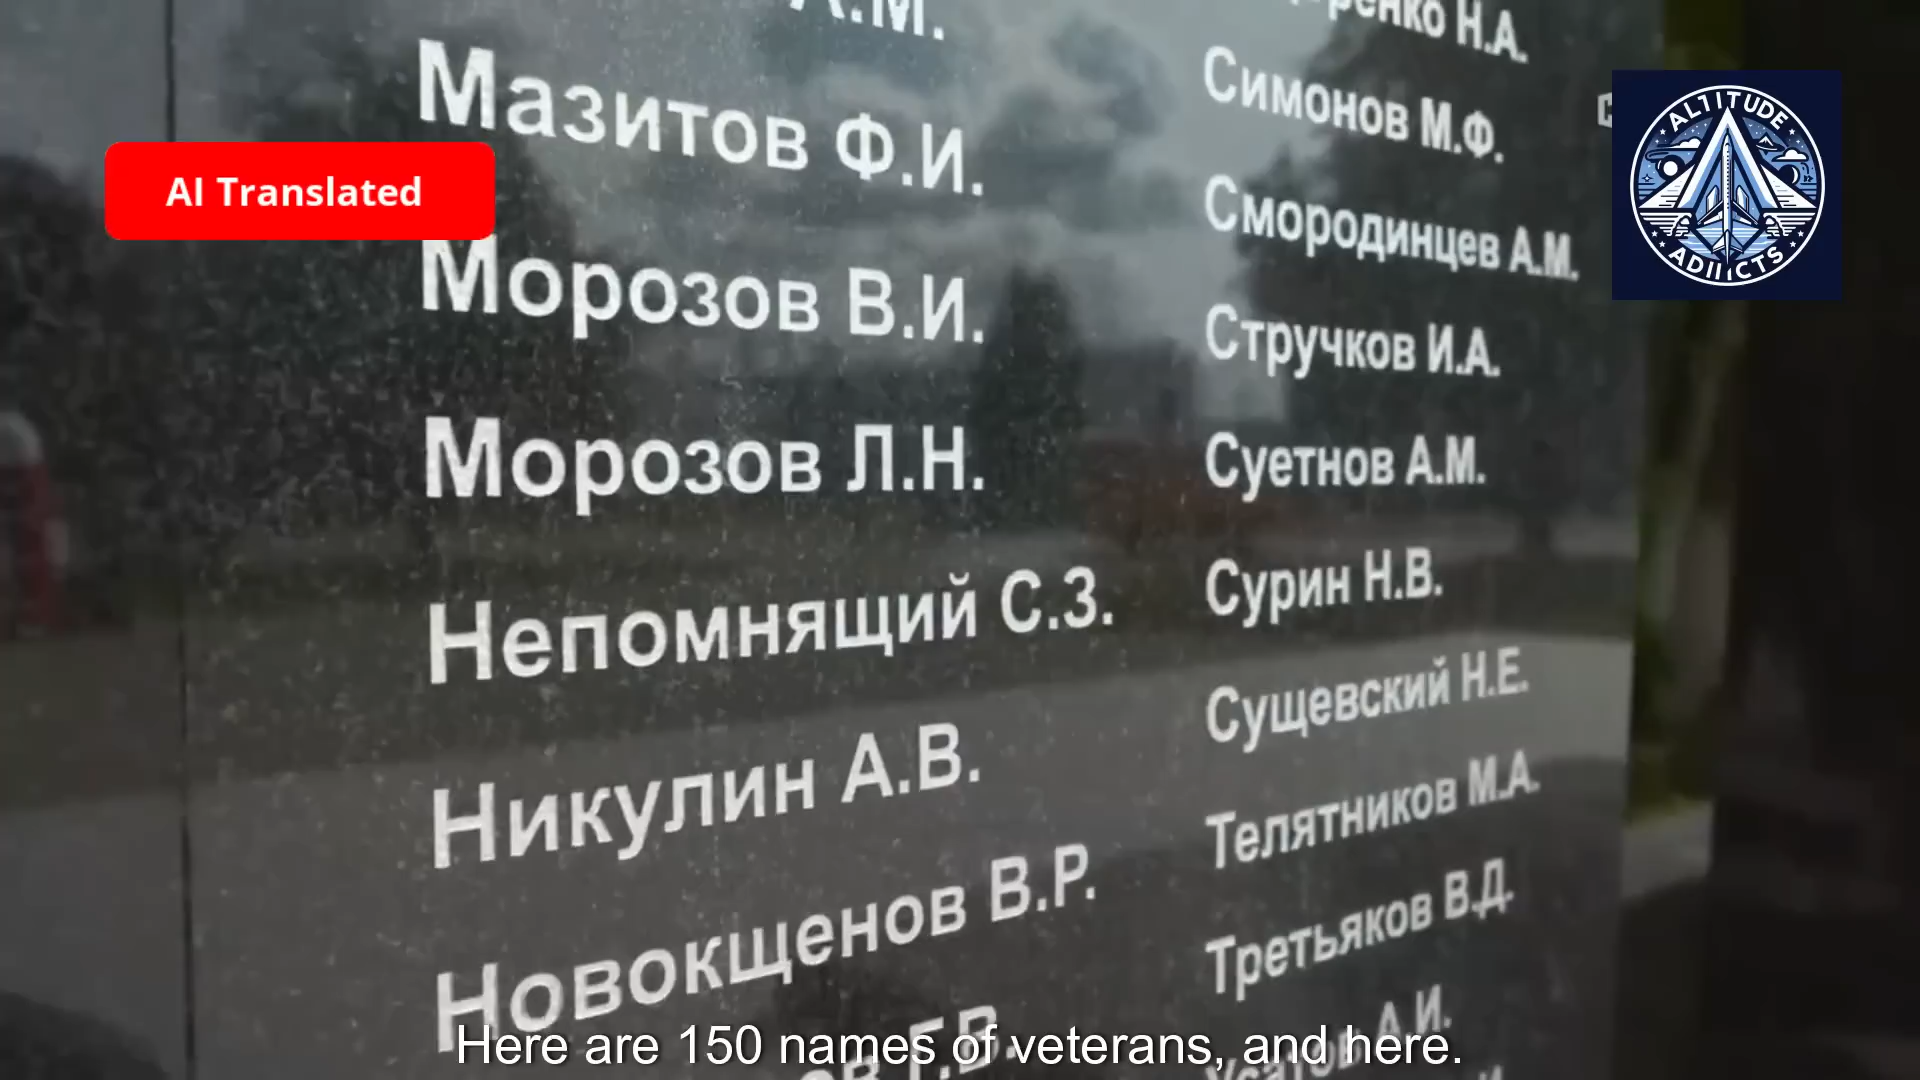 Мазитов Ф.И.
Морозов В.И.
Морозов Л.Н.
Непомнящий С.З.
Никулин А.В.
Новокщенов В.Р.
Симонов М.Ф.
Смородинцев А.М.
Стручков И.А.
Суетнов А.М.
Сурин Н.В.
Сущевский Н.Е.
Телятников М.А.
Третьяков В.Д.
AI Translated
ALTITUDE
ADIIICTS
Here are 150 names of veterans, and here.